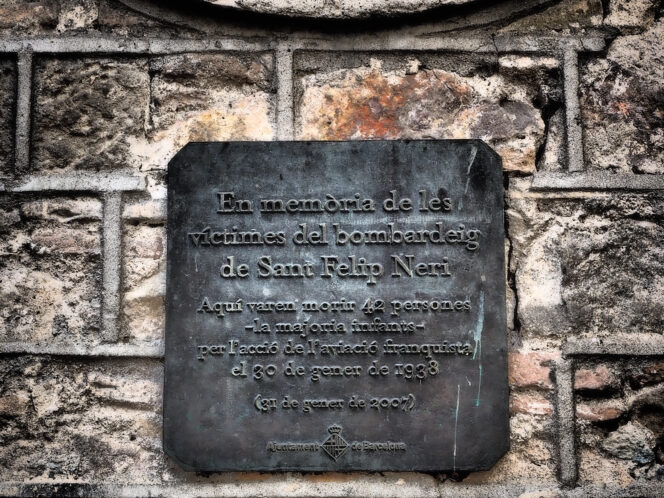 En memòria de les
víctimes del bombardeig
de Sant Felip Neri
Aquí varen morir 42 persones
-la majoria infants-
per l'acció de l'aviació franquista
el 30 de gener de 1938
(31 de gener de 2007)
Ajuntament de Barcelona